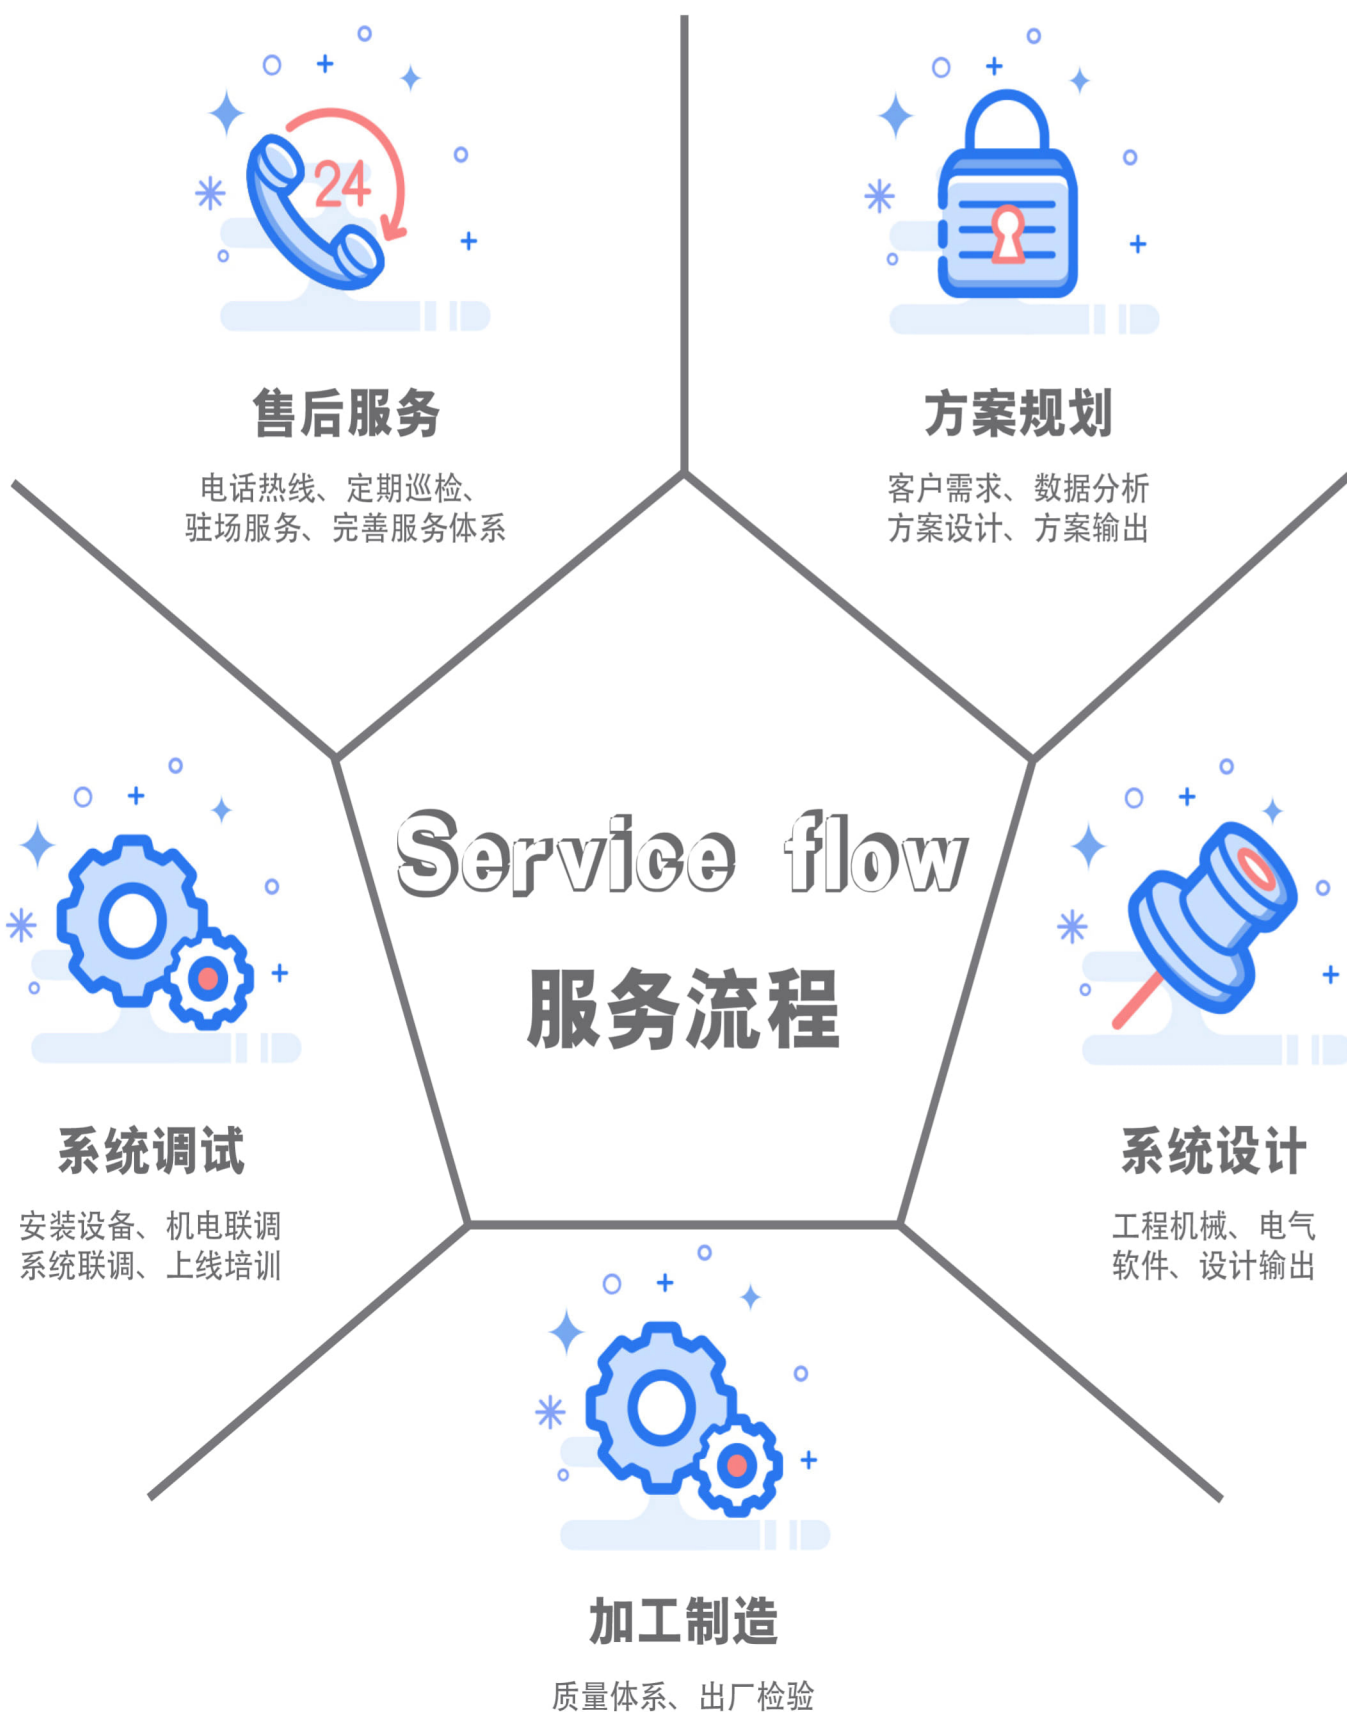 24
售后服务
电话热线、定期巡检、
驻场服务、完善服务体系
方案规划
客户需求、数据分析
方案设计、方案输出
Service flow
服务流程
系统调试
安装设备、机电联调
系统联调、上线培训
系统设计
工程机械、电气
软件、设计输出
加工制造
质量体系、出厂检验